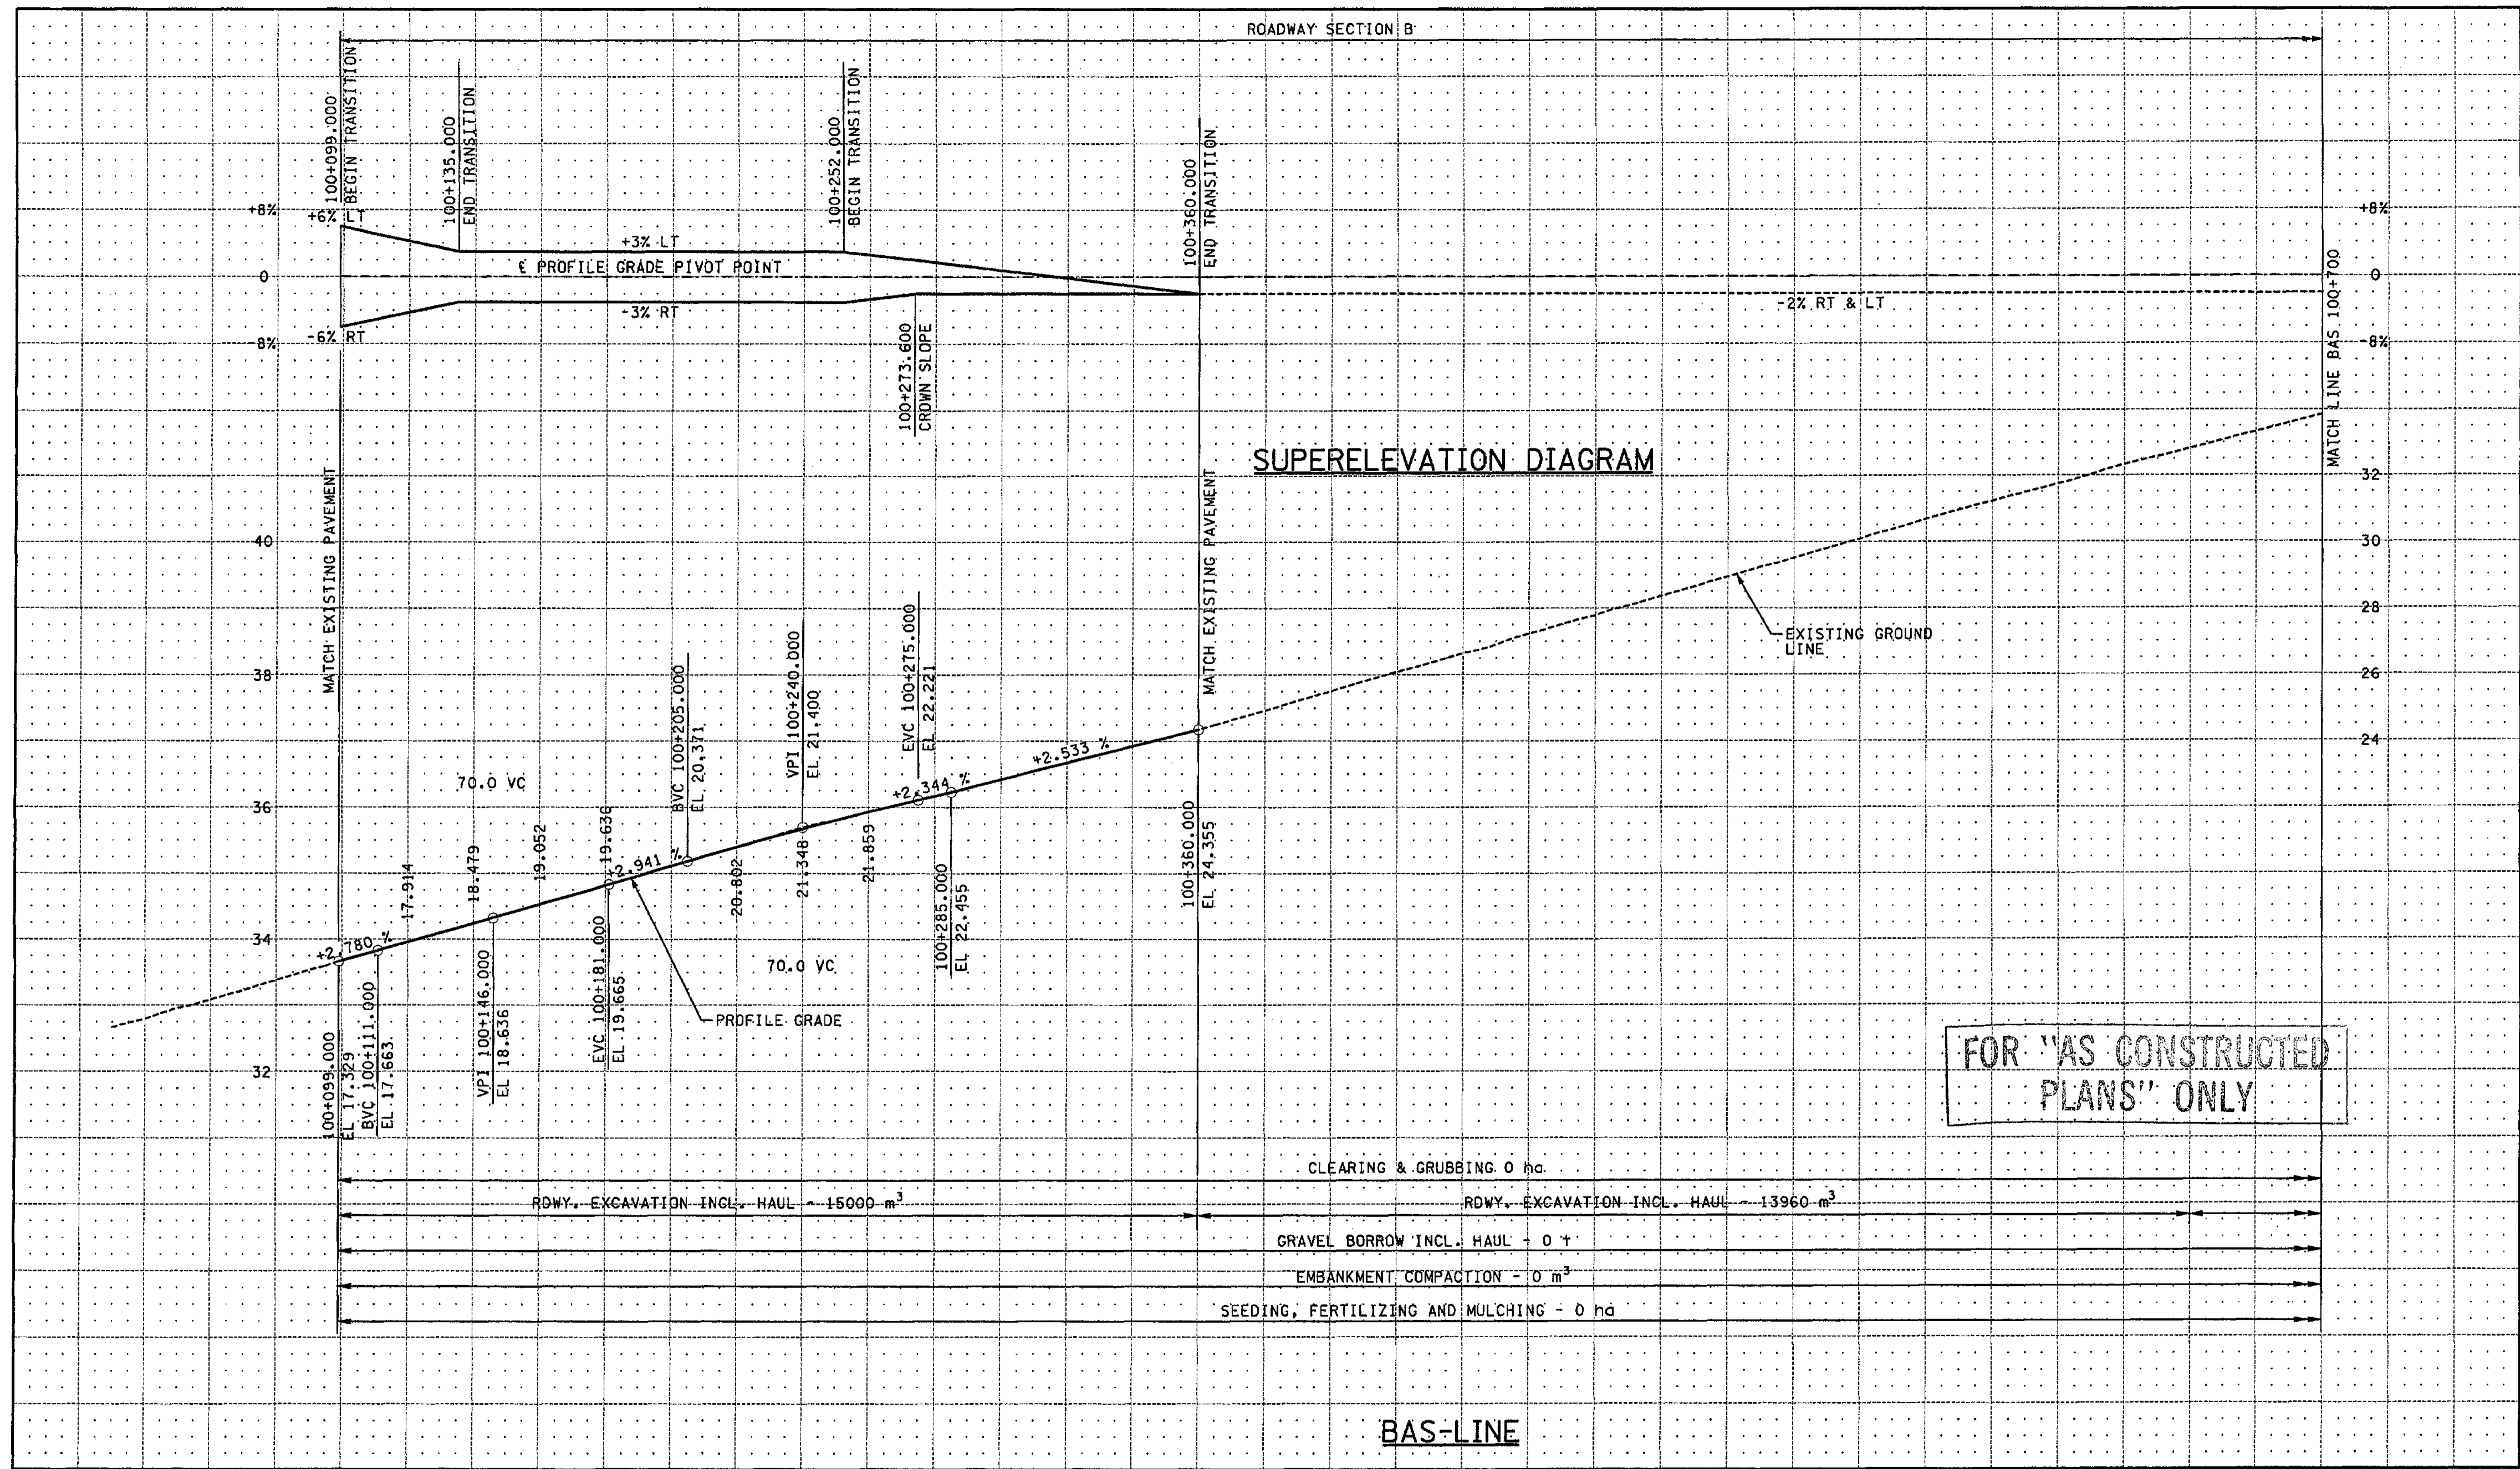 ROADWAY SECTION B
100+099.000
BEGIN TRANSITION
100+135.000
END TRANSITION
100+252.000
BEGIN TRANSITION
100+360.000
END TRANSITION
+8%
+6% LT
+3% LT
+8%
℄ PROFILE GRADE PIVOT POINT
0
0
-3% RT
-2% RT & LT
-8%
-6% RT
-8%
100+273.600
CROWN SLOPE
MATCH LINE BAS 100+700
SUPERELEVATION DIAGRAM
MATCH EXISTING PAVEMENT
MATCH EXISTING PAVEMENT
40
38
36
34
32
32
30
28
26
24
EXISTING GROUND
LINE
70.0 VC
17.914
18.479
19.052
19.636
+2.941 %
BVC 100+205.000
EL 20.371
20.802
VPI 100+240.000
EL 21.400
21.348
21.859
EVC 100+275.000
EL 22.221
+2.344 %
+2.533 %
100+285.000
EL 22.455
100+360.000
EL 24.355
+2.780 %
70.0 VC
PROFILE GRADE
100+099.000
EL 17.329
BVC 100+111.000
EL 17.663
VPI 100+146.000
EL 18.636
EVC 100+181.000
EL 19.665
FOR "AS CONSTRUCTED
PLANS" ONLY
CLEARING & GRUBBING 0 ha
RDWY. EXCAVATION INCL. HAUL - 15000 m³
RDWY. EXCAVATION INCL. HAUL - 13960 m³
GRAVEL BORROW INCL. HAUL - 0 t
EMBANKMENT COMPACTION - 0 m³
SEEDING, FERTILIZING AND MULCHING - 0 ha
BAS-LINE